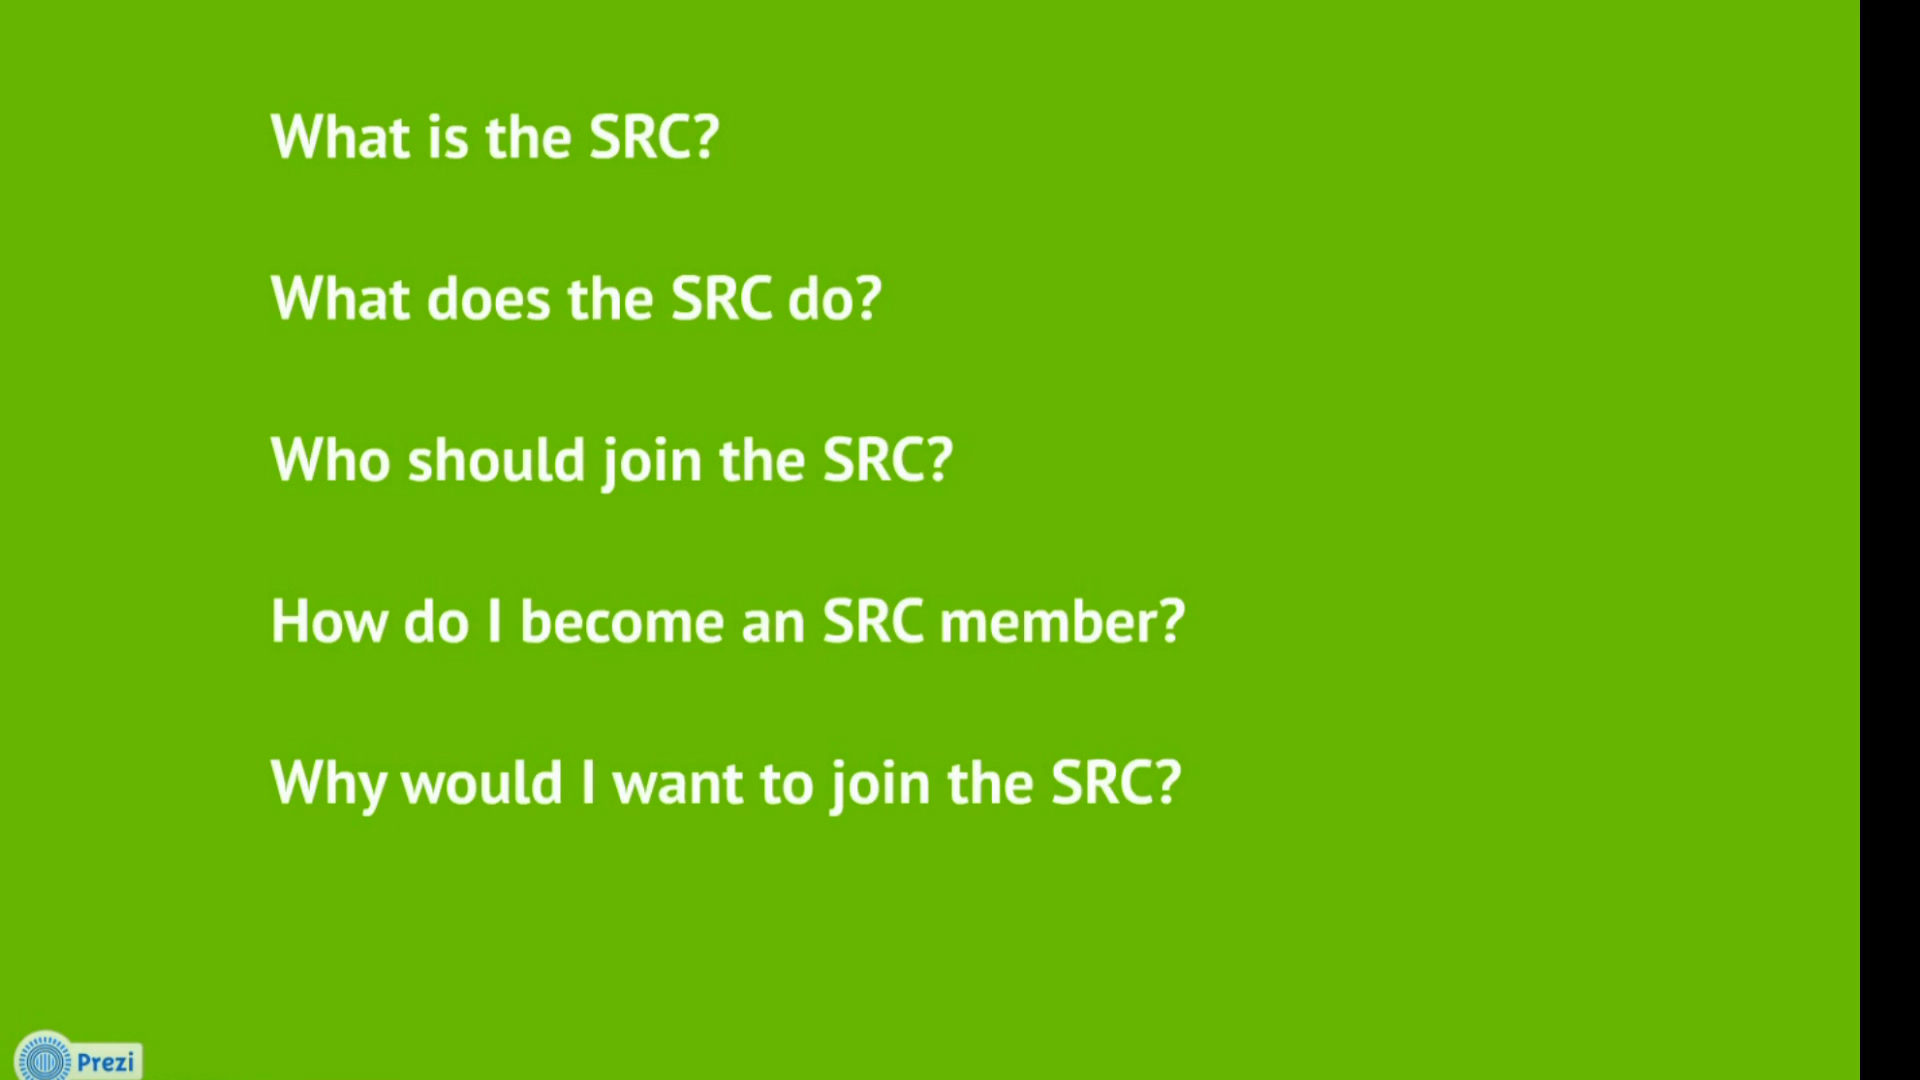 What is the SRC?
What does the SRC do?
Who should join the SRC?
How do I become an SRC member?
Why would I want to join the SRC?
Prezi